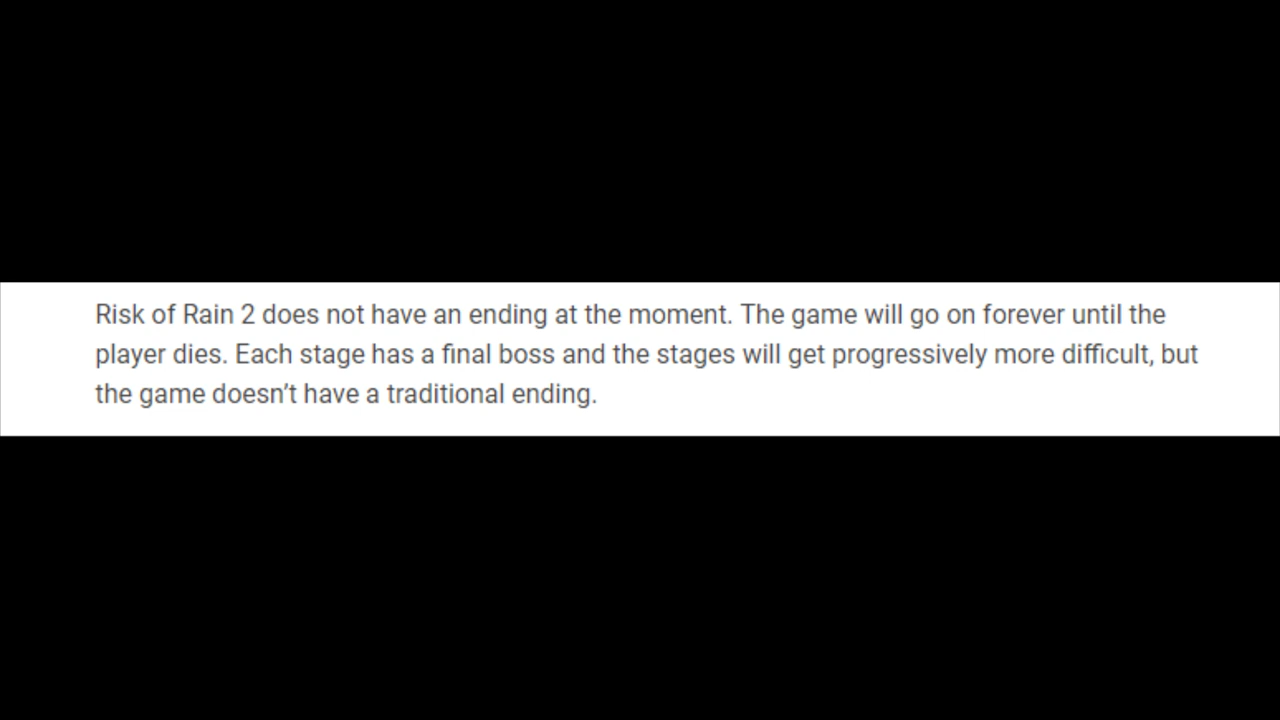 Risk of Rain 2 does not have an ending at the moment. The game will go on forever until the
player dies. Each stage has a final boss and the stages will get progressively more difficult, but
the game doesn’t have a traditional ending.